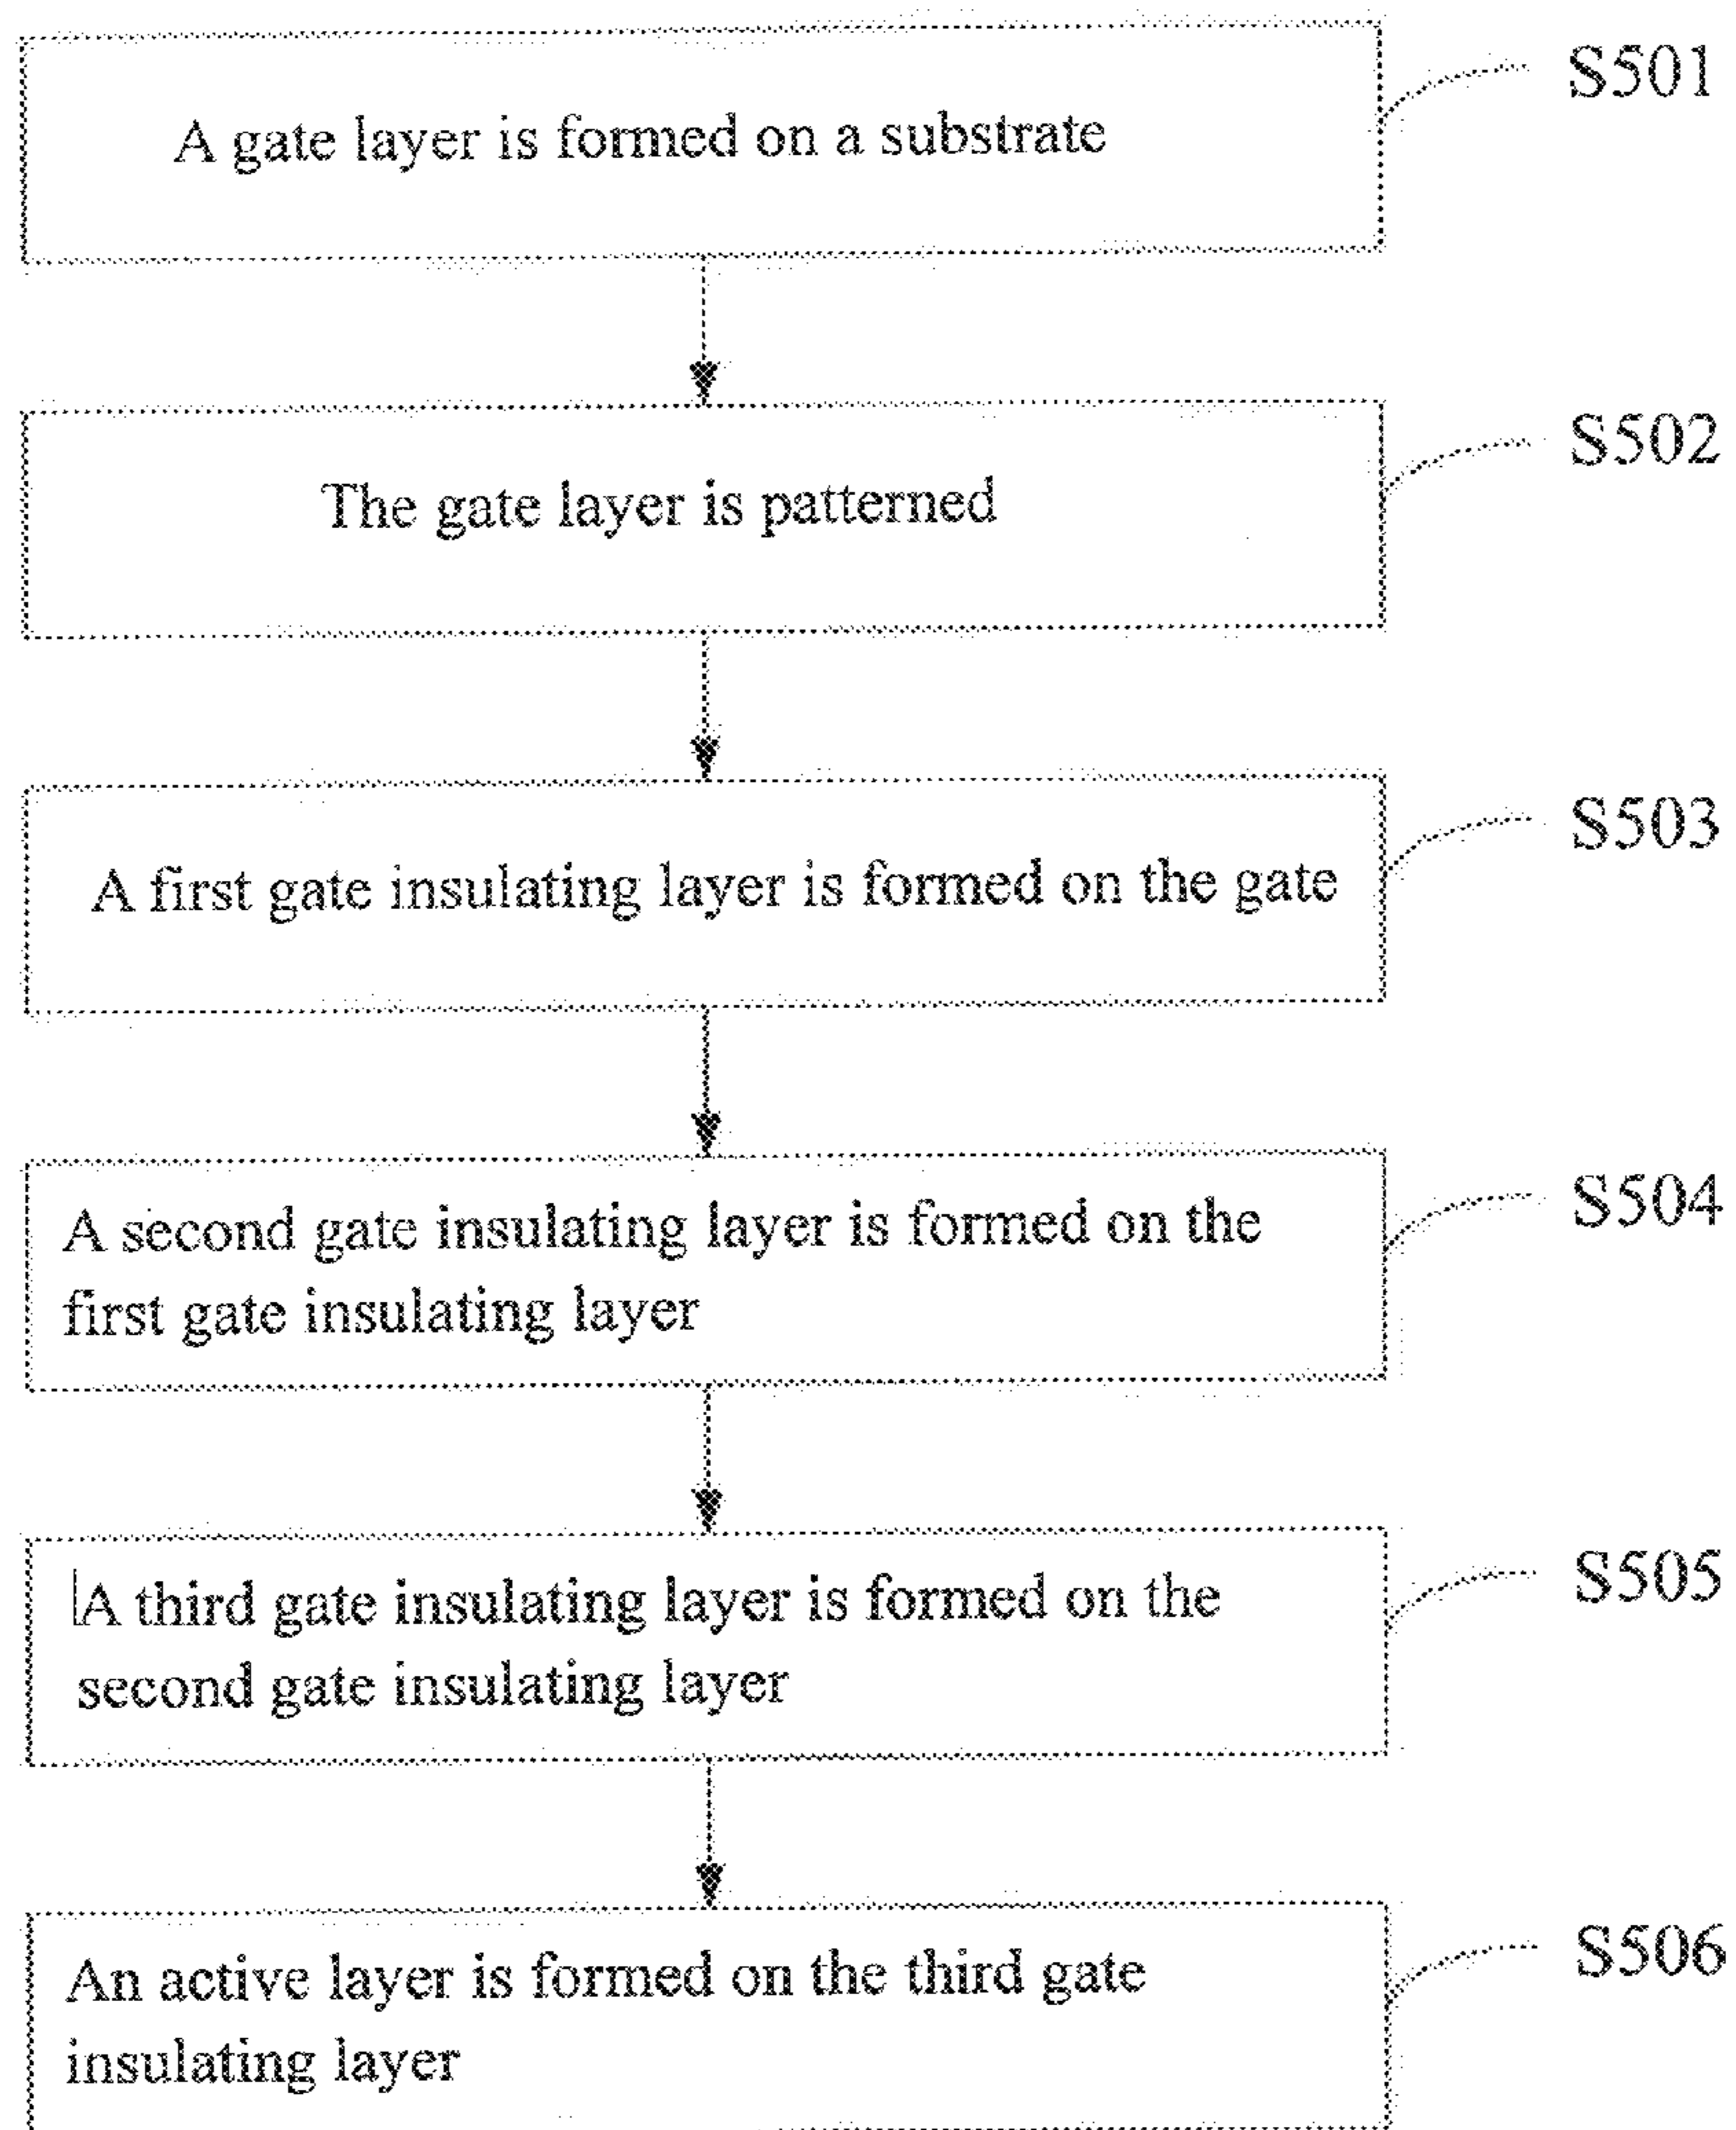 A gate layer is formed on a substrate
S501
The gate layer is patterned
S502
A first gate insulating layer is formed on the gate
S503
A second gate insulating layer is formed on the
first gate insulating layer
S504
A third gate insulating layer is formed on the
second gate insulating layer
S505
An active layer is formed on the third gate
insulating layer
S506